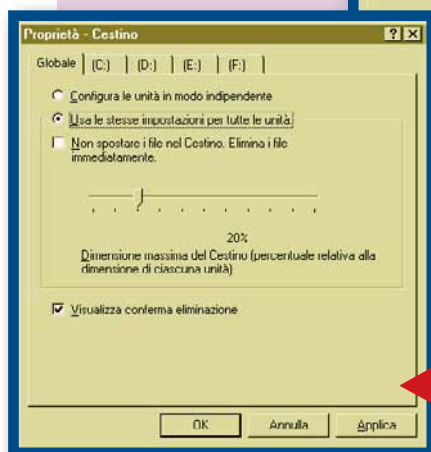 Proprietà - Cestino
Globale (C:) (D:) (E:) (F:)
Configura le unità in modo indipendente
Usa le stesse impostazioni per tutte le unità:
Non spostare i file nel Cestino. Elimina i file
immediatamente.
20%
Dimensione massima del Cestino (percentuale relativa alla
dimensione di ciascuna unità)
Visualizza conferma eliminazione
OK Annulla Applica